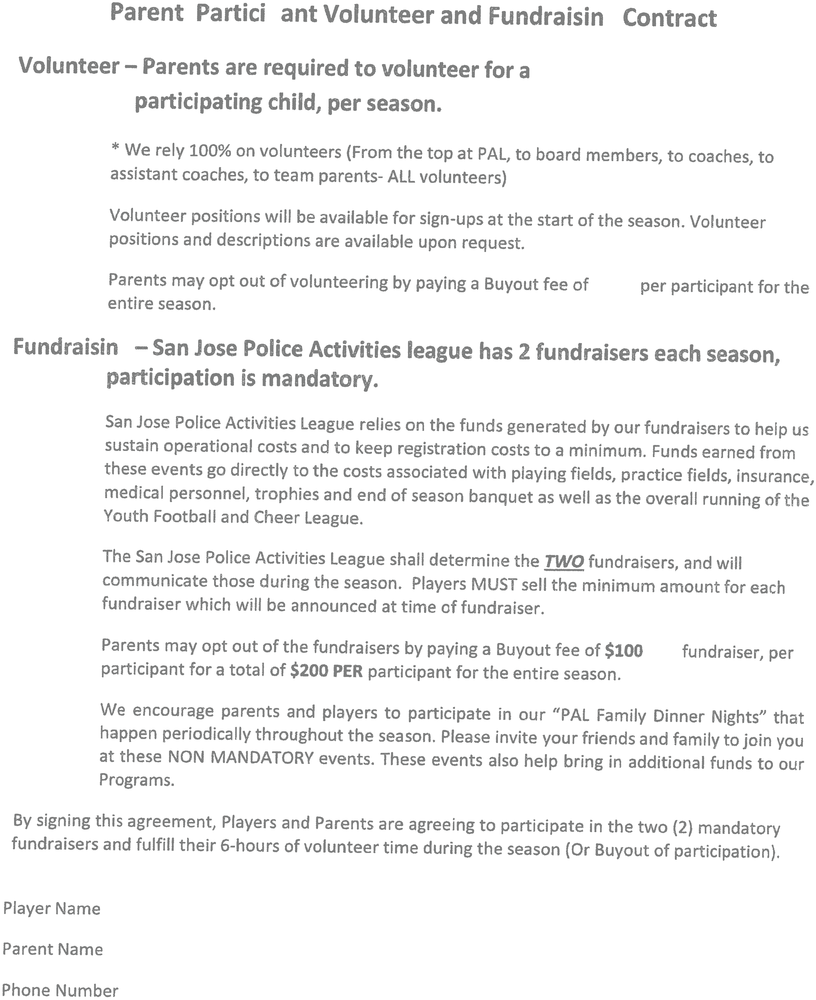 Parent Partici ant Volunteer and Fundraisin Contract
Volunteer – Parents are required to volunteer for a
participating child, per season.
* We rely 100% on volunteers (From the top at PAL, to board members, to coaches, to
assistant coaches, to team parents- ALL volunteers)
Volunteer positions will be available for sign-ups at the start of the season. Volunteer
positions and descriptions are available upon request.
Parents may opt out of volunteering by paying a Buyout fee of per participant for the
entire season.
Fundraisin – San Jose Police Activities league has 2 fundraisers each season,
participation is mandatory.
San Jose Police Activities League relies on the funds generated by our fundraisers to help us
sustain operational costs and to keep registration costs to a minimum. Funds earned from
these events go directly to the costs associated with playing fields, practice fields, insurance,
medical personnel, trophies and end of season banquet as well as the overall running of the
Youth Football and Cheer League.
The San Jose Police Activities League shall determine the TWO fundraisers, and will
communicate those during the season. Players MUST sell the minimum amount for each
fundraiser which will be announced at time of fundraiser.
Parents may opt out of the fundraisers by paying a Buyout fee of $100 fundraiser, per
participant for a total of $200 PER participant for the entire season.
We encourage parents and players to participate in our “PAL Family Dinner Nights” that
happen periodically throughout the season. Please invite your friends and family to join you
at these NON MANDATORY events. These events also help bring in additional funds to our
Programs.
By signing this agreement, Players and Parents are agreeing to participate in the two (2) mandatory
fundraisers and fulfill their 6-hours of volunteer time during the season (Or Buyout of participation).
Player Name
Parent Name
Phone Number